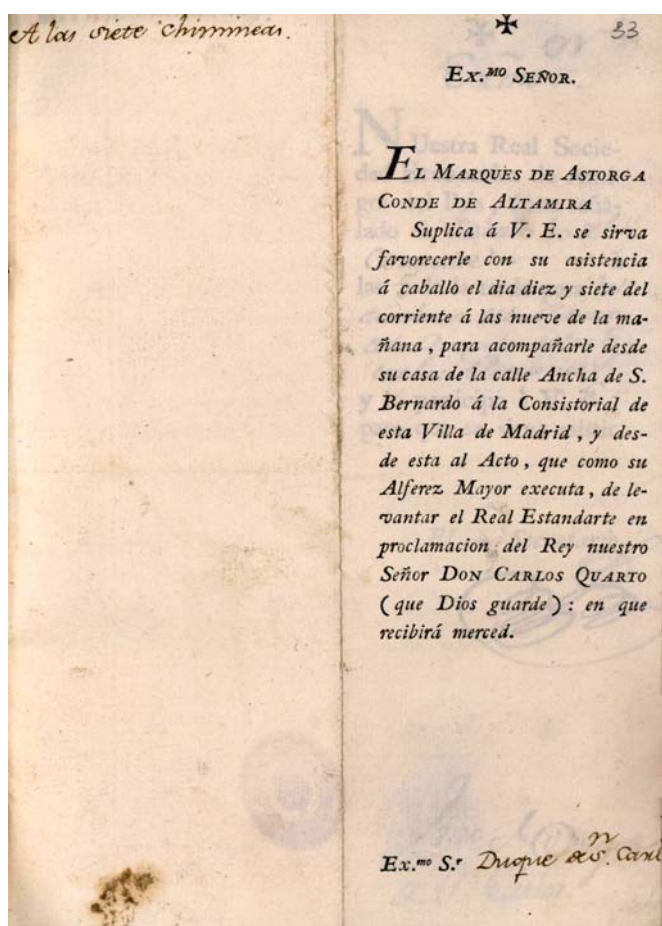 A las siete chimineas.
✠
33
Ex.mo Señor.
El Marques de Astorga
Conde de Altamira
Suplica á V. E. se sirva
favorecerle con su asistencia
á caballo el dia diez y siete del
corriente á las nueve de la ma-
ñana, para acompañarle desde
su casa de la calle Ancha de S.
Bernardo á la Consistorial de
esta Villa de Madrid, y des-
de esta al Acto, que como su
Alferez Mayor executa, de le-
vantar el Real Estandarte en
proclamacion del Rey nuestro
Señor Don Carlos Quarto
(que Dios guarde): en que
recibirá merced.
Ex.mo S.r Duque de Sn. Carl